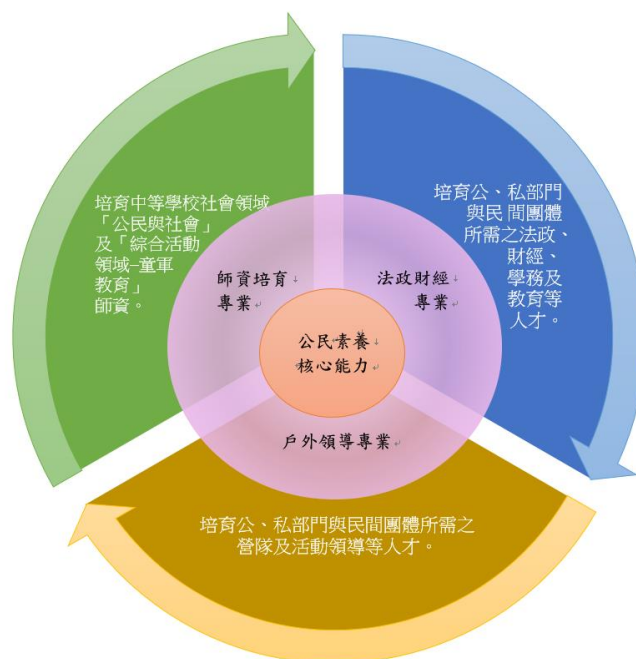 培育中等學校社會領域
「公民與社會」
及「綜合活動
領域–童軍
教育」
師資。
培育公、私部門
與民間團體
所需之法政、
財經、
學務及
教育等
人才。
師資培育
專業
法政財經
專業
公民素養
核心能力
戶外領導專業
培育公、私部門與民間團體所需之
營隊及活動領導等人才。